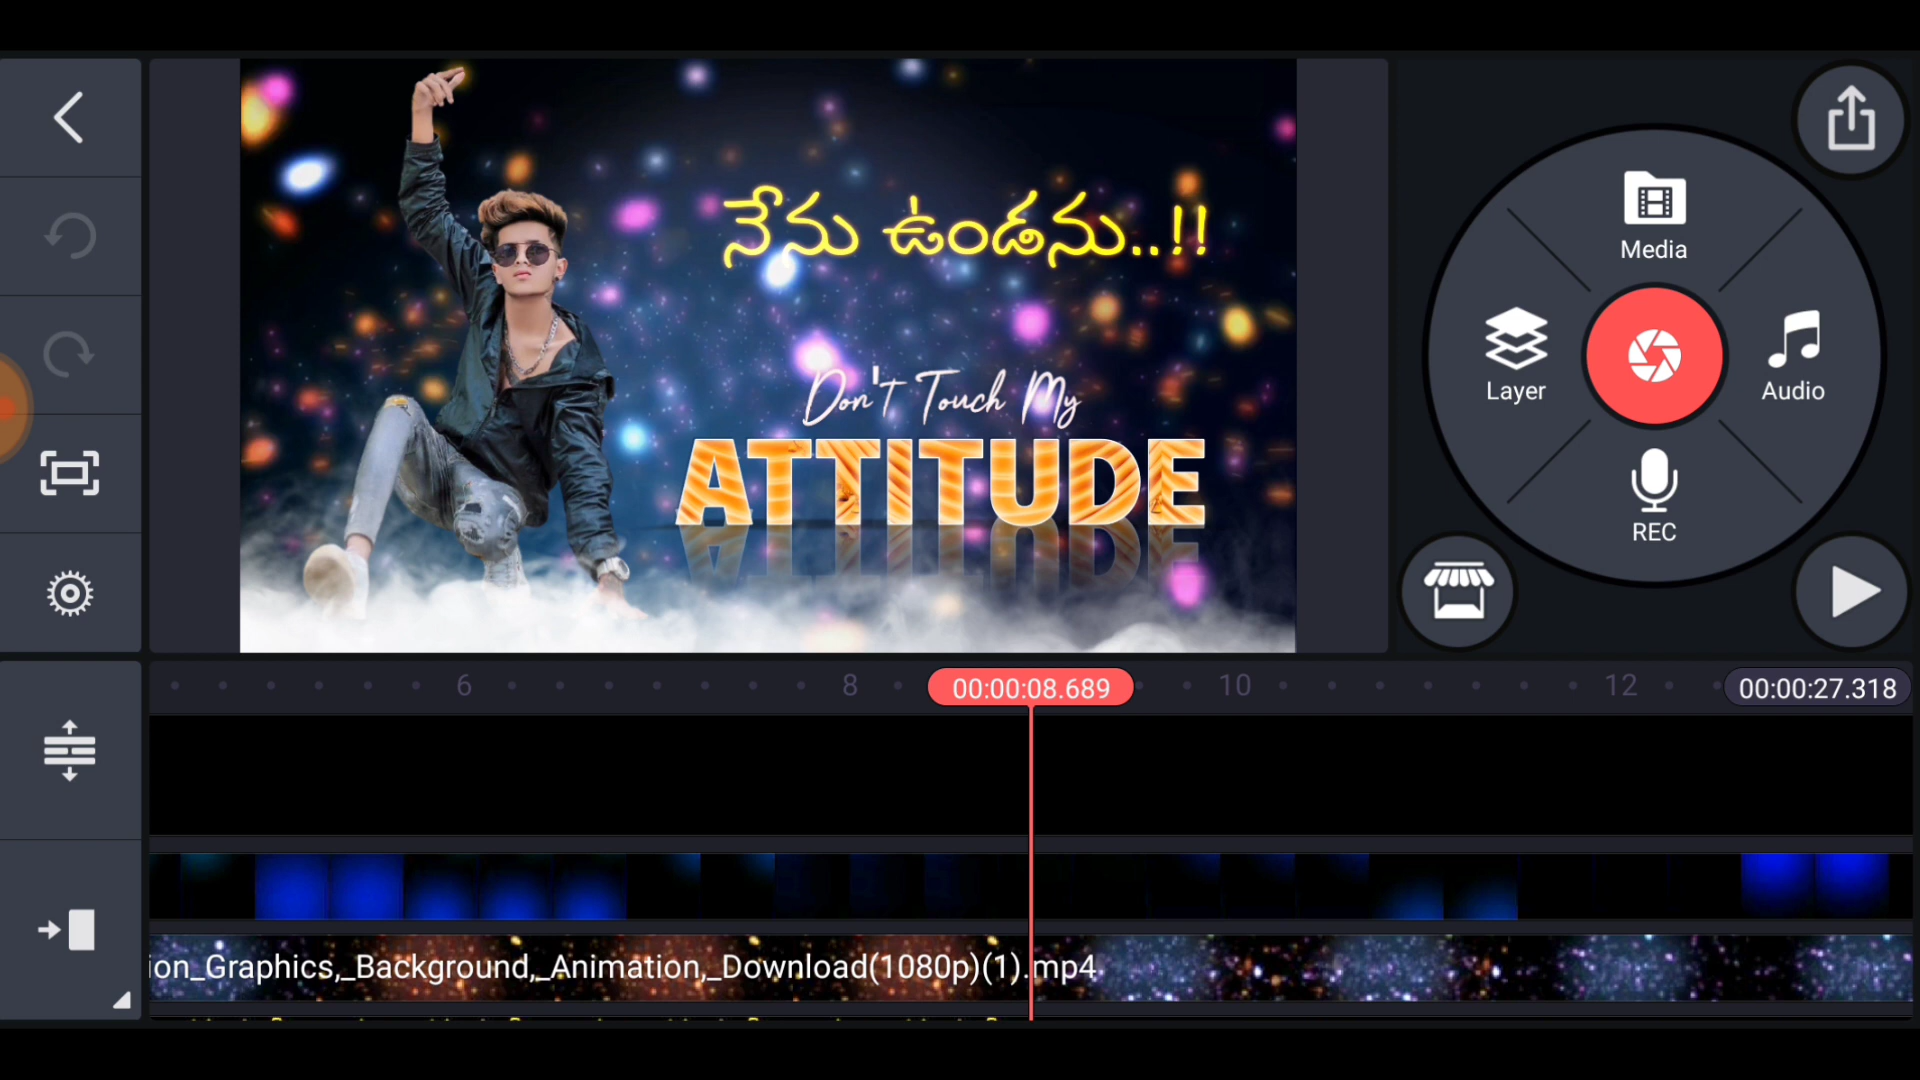 నేను ఉండను..!!
Don't Touch My
ATTITUDE
Media
Layer
Audio
REC
6
8
00:00:08.689
10
12
00:00:27.318
ion_Graphics,_Background,_Animation,_Download(1080p)(1).mp4